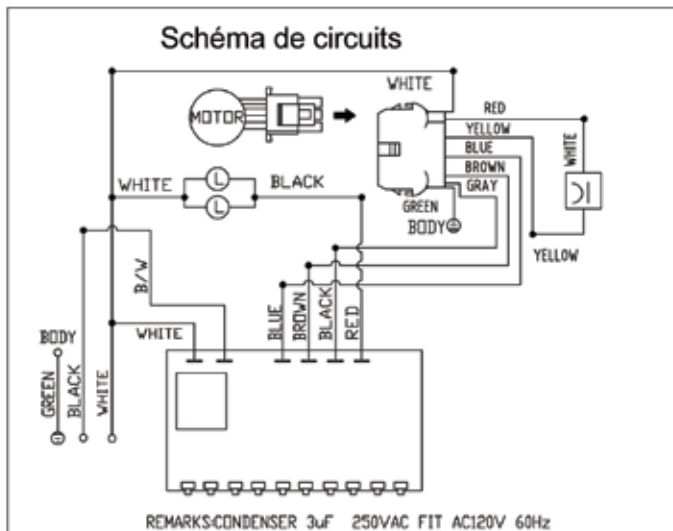 Schéma de circuits
WHITE
MOTOR
RED
YELLOW
BLUE
BROWN
GRAY
WHITE
WHITE
L
L
BLACK
GREEN
BODY
YELLOW
B/W
BLUE
BROWN
BLACK
RED
WHITE
BODY
GREEN
BLACK
WHITE
REMARKS:CONDENSER 3uF 250VAC FIT AC120V 60Hz